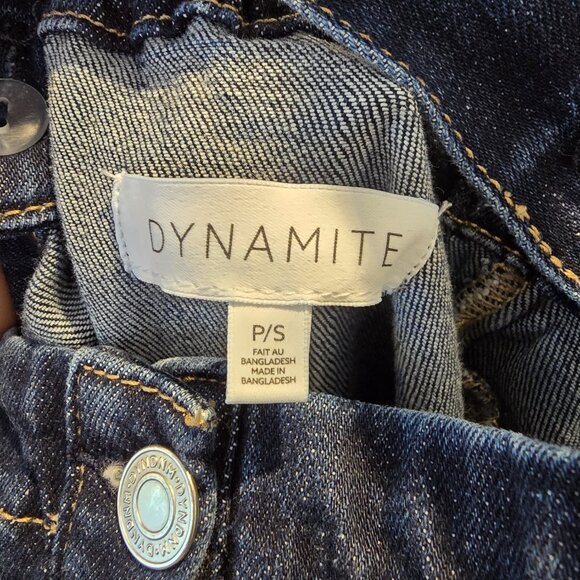 DYNAMITE
P/S
FAIT AU
BANGLADESH
MADE IN
BANGLADESH